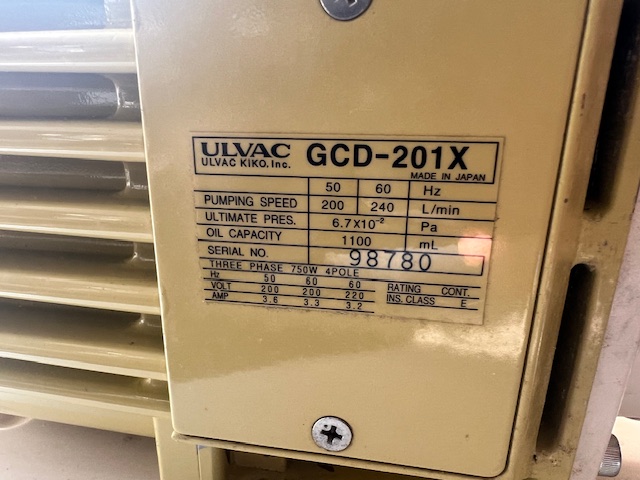 ULVAC GCD-201X
ULVAC KIKO, Inc. MADE IN JAPAN
50 60 Hz
PUMPING SPEED 200 240 L/min
ULTIMATE PRES. 6.7X10⁻² Pa
OIL CAPACITY 1100 mL
SERIAL NO. 98780
THREE PHASE 750W 4POLE
Hz 50 60 60 RATING CONT.
VOLT 200 200 220 INS. CLASS E
AMP 3.6 3.3 3.2